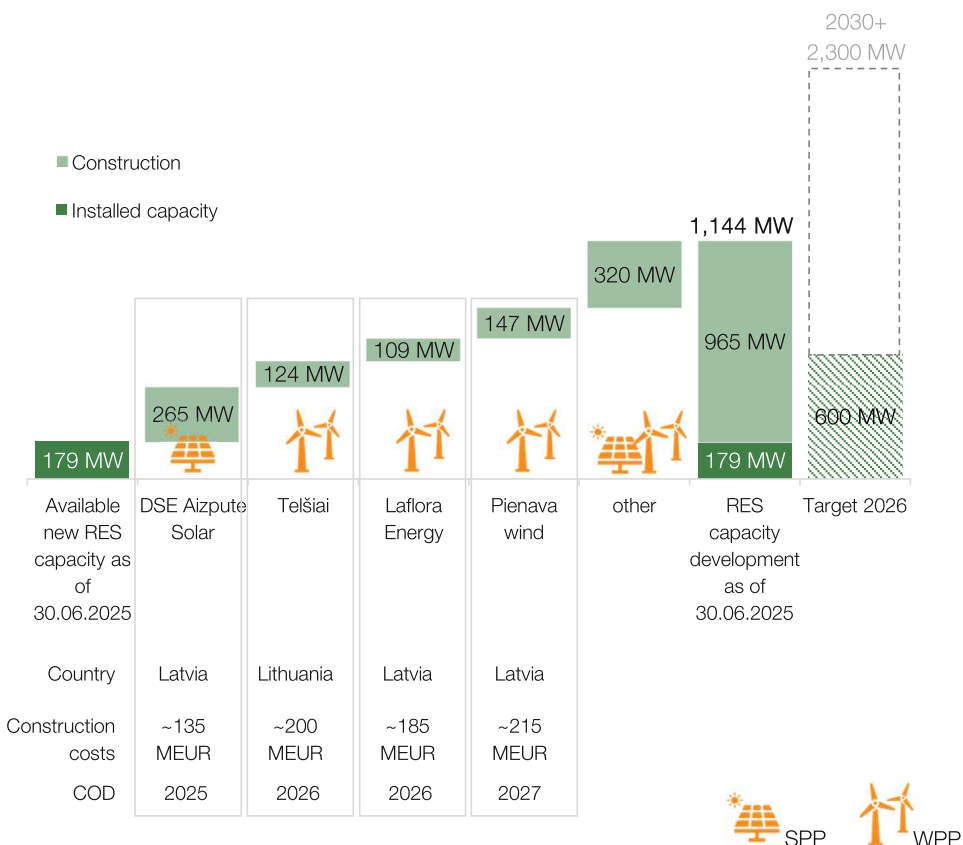 2030+
2,300 MW
Construction
Installed capacity
1,144 MW
320 MW
147 MW
965 MW
109 MW
124 MW
265 MW
600 MW
179 MW
179 MW
Available
new RES
capacity as
of
30.06.2025
DSE Aizpute
Solar
Telšiai
Laflora
Energy
Pienava
wind
other
RES
capacity
development
as of
30.06.2025
Target 2026
Country
Latvia
Lithuania
Latvia
Latvia
Construction
costs
~135
MEUR
~200
MEUR
~185
MEUR
~215
MEUR
COD
2025
2026
2026
2027
SPP
WPP